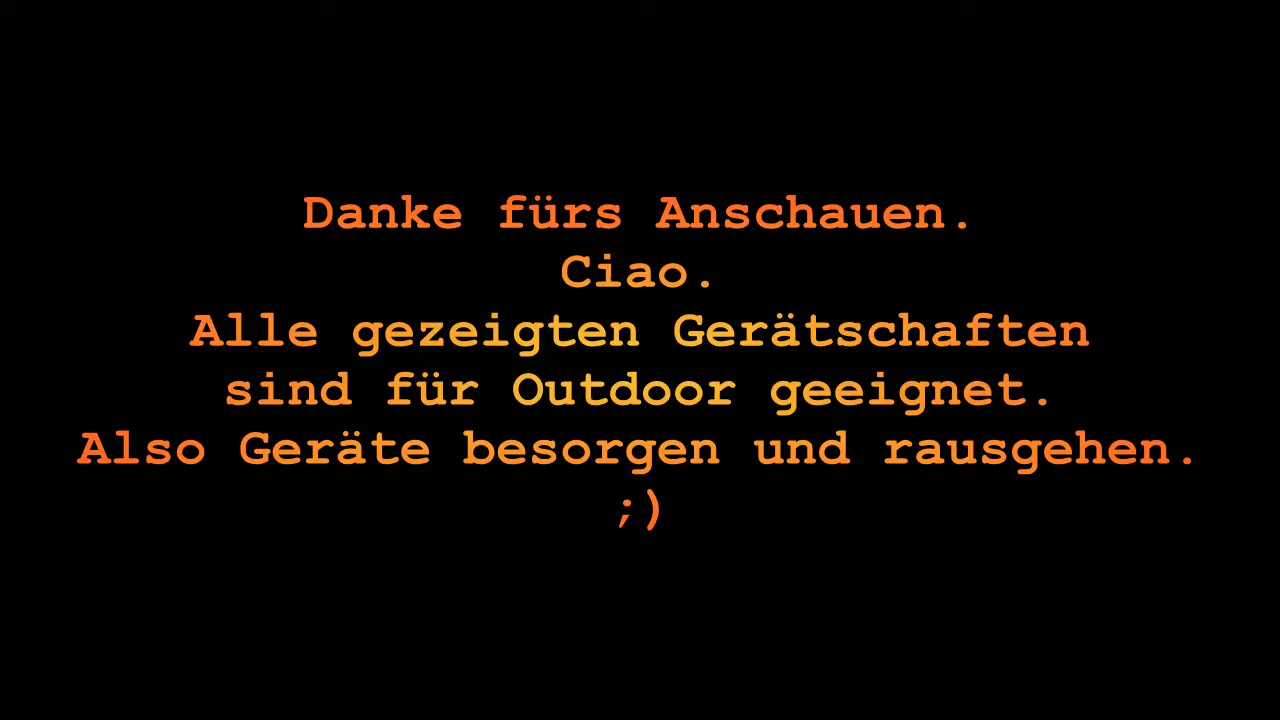 Danke fürs Anschauen.
Ciao.
Alle gezeigten Gerätschaften
sind für Outdoor geeignet.
Also Geräte besorgen und rausgehen.
;)